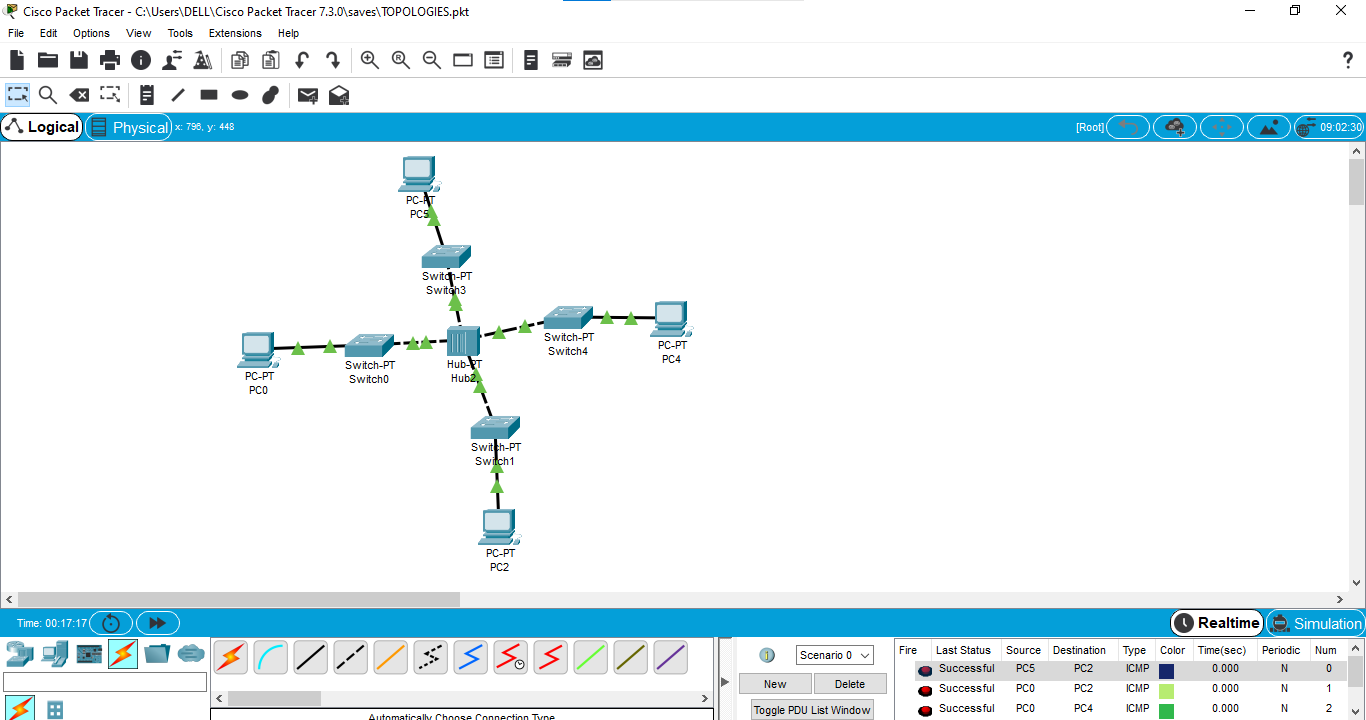 Cisco Packet Tracer - C:\Users\DELL\Cisco Packet Tracer 7.3.0\saves\TOPOLOGIES.pkt
File Edit Options View Tools Extensions Help
R
?
Logical Physical x: 796, y: 448 [Root] 09:02:30
PC-PT
PC5
Switch-PT
Switch3
Switch-PT
Switch4
PC-PT
PC4
PC-PT
PC0
Switch-PT
Switch0
Hub-PT
Hub2
Switch-PT
Switch1
PC-PT
PC2
Time: 00:17:17 Realtime Simulation
Scenario 0
New Delete
Toggle PDU List Window
Fire Last Status Source Destination Type Color Time(sec) Periodic Num
Successful PC5 PC2 ICMP 0.000 N 0
Successful PC0 PC2 ICMP 0.000 N 1
Successful PC0 PC4 ICMP 0.000 N 2
Automatically Choose Connection Type